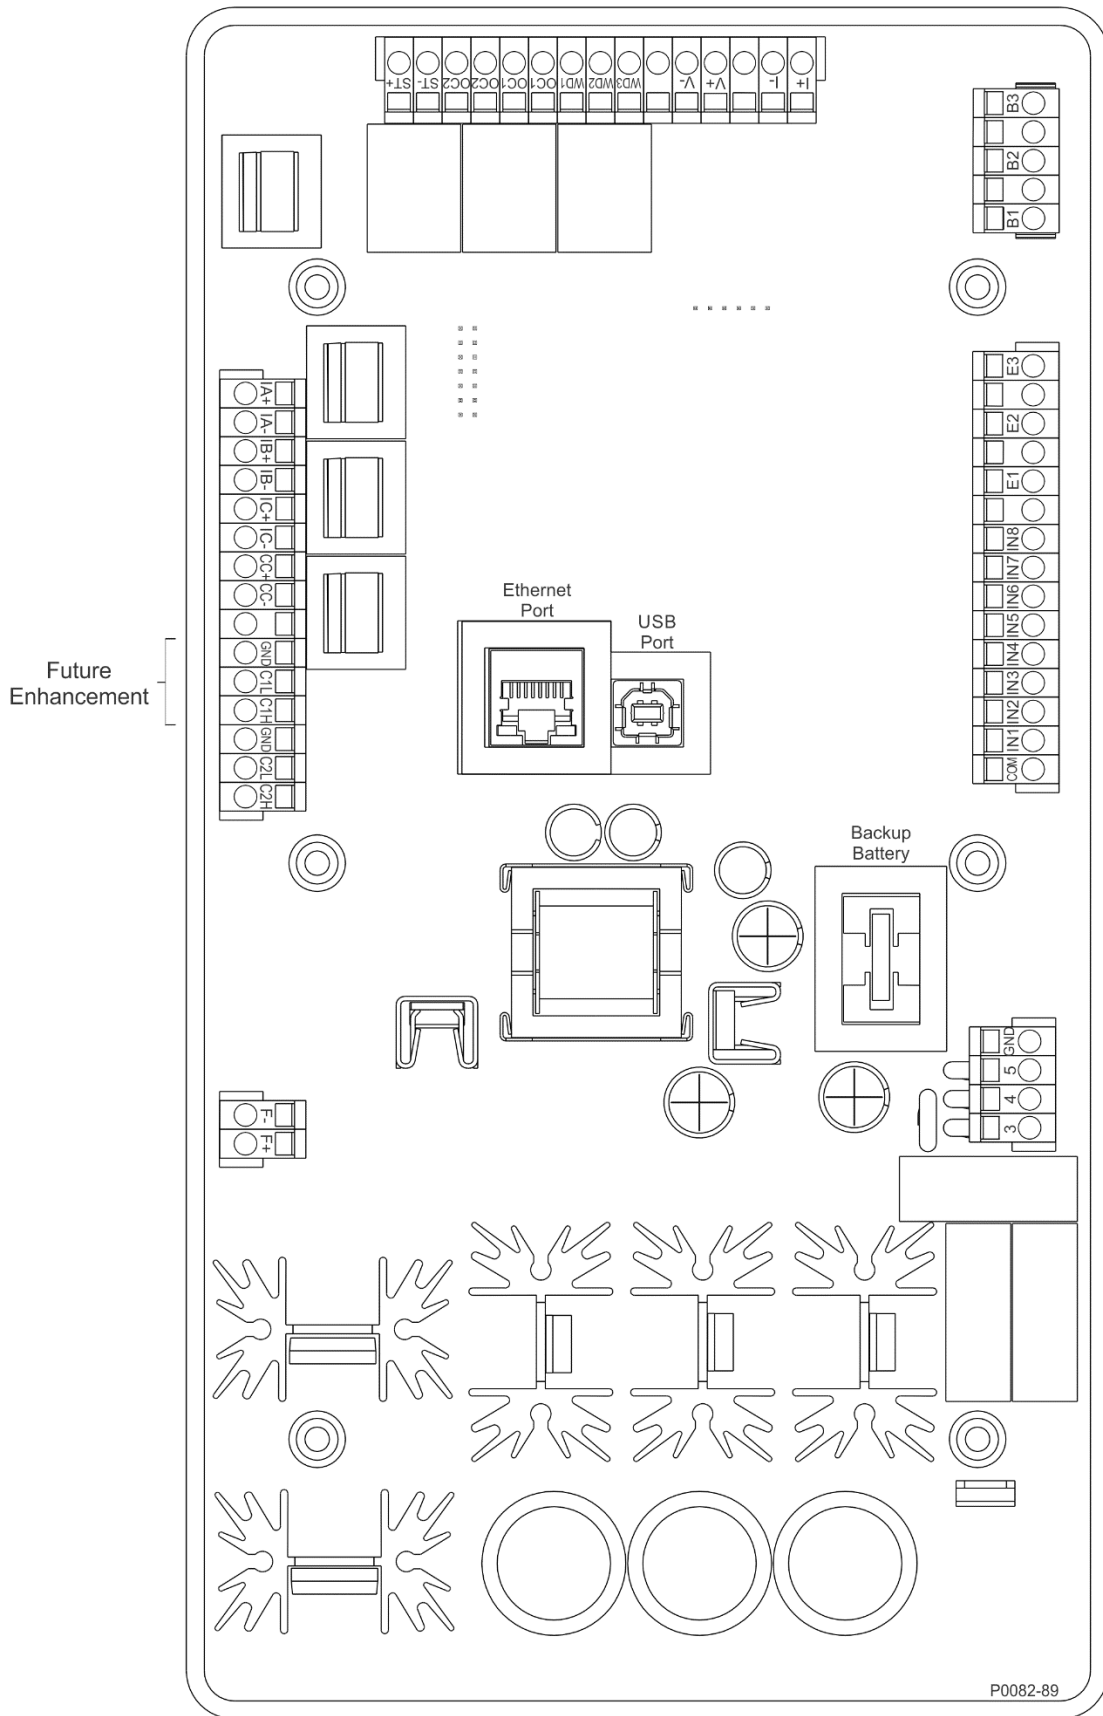 ST+
ST-
OC2
OC2
OC1
OC1
WD1
WD2
WD3
V-
V+
I-
I+
B3
B2
B1
IA+
IA-
IB+
IB-
IC+
IC-
CC+
CC-
GND
C1L
C1H
GND
C2L
C2H
Future
Enhancement
E3
E2
E1
IN8
IN7
IN6
IN5
IN4
IN3
IN2
IN1
COM
Ethernet
Port
USB
Port
Backup
Battery
GND
5
4
3
F-
F+
P0082-89